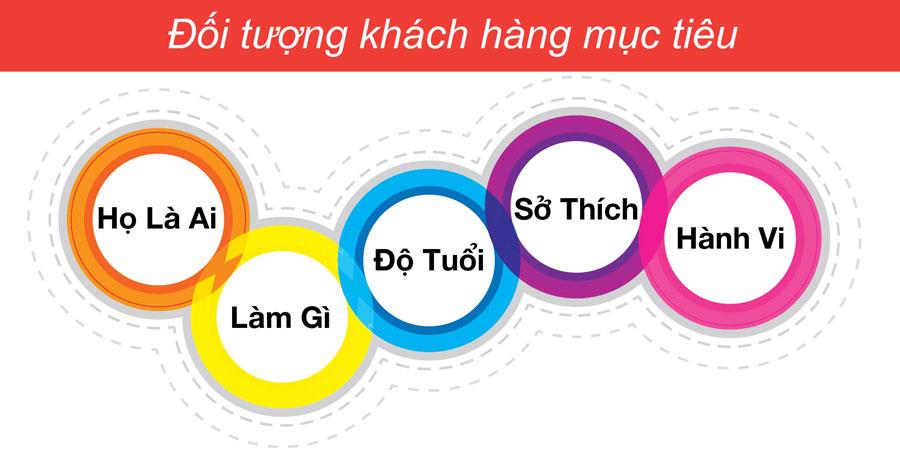 Đối tượng khách hàng mục tiêu
Họ Là Ai
Làm Gì
Độ Tuổi
Sở Thích
Hành Vi